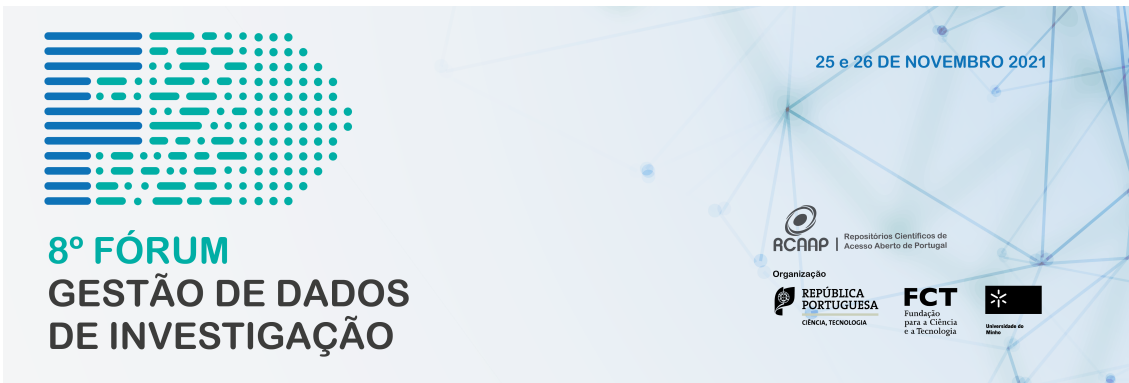 25 e 26 DE NOVEMBRO 2021
8º FÓRUM
GESTÃO DE DADOS
DE INVESTIGAÇÃO
RCAAP
Repositórios Científicos de
Acesso Aberto de Portugal
Organização
REPÚBLICA
PORTUGUESA
CIÊNCIA, TECNOLOGIA
FCT
Fundação
para a Ciência
e a Tecnologia
Universidade do
Minho